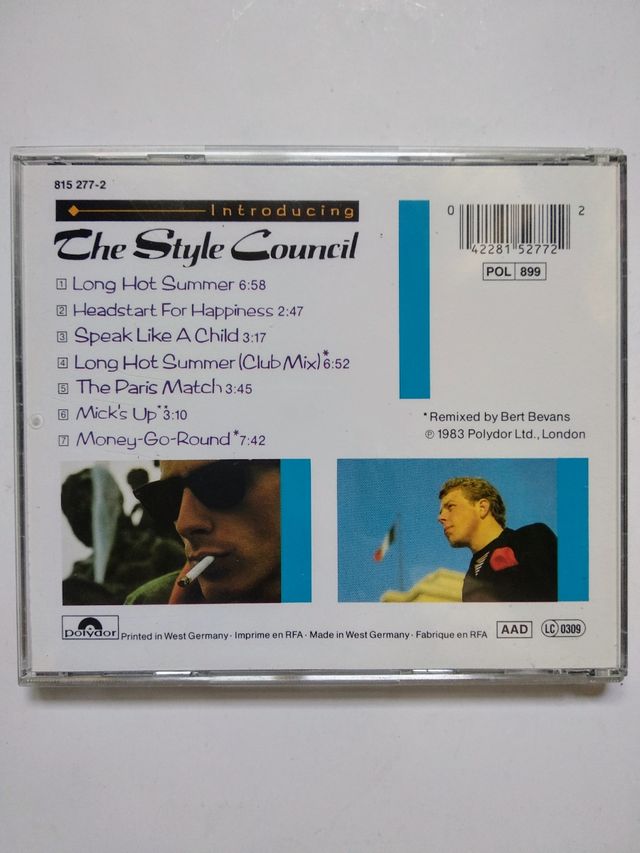 815 277-2
Introducing
The Style Council
1 Long Hot Summer 6:58
2 Headstart For Happiness 2:47
3 Speak Like A Child 3:17
4 Long Hot Summer (Club Mix)* 6:52
5 The Paris Match 3:45
6 Mick's Up** 3:10
7 Money-Go-Round* 7:42
0 42281 52772 2
POL 899
*Remixed by Bert Bevans
℗ 1983 Polydor Ltd., London
polydor
Printed in West Germany · Imprime en RFA · Made in West Germany · Fabrique en RFA
AAD
LC 0309